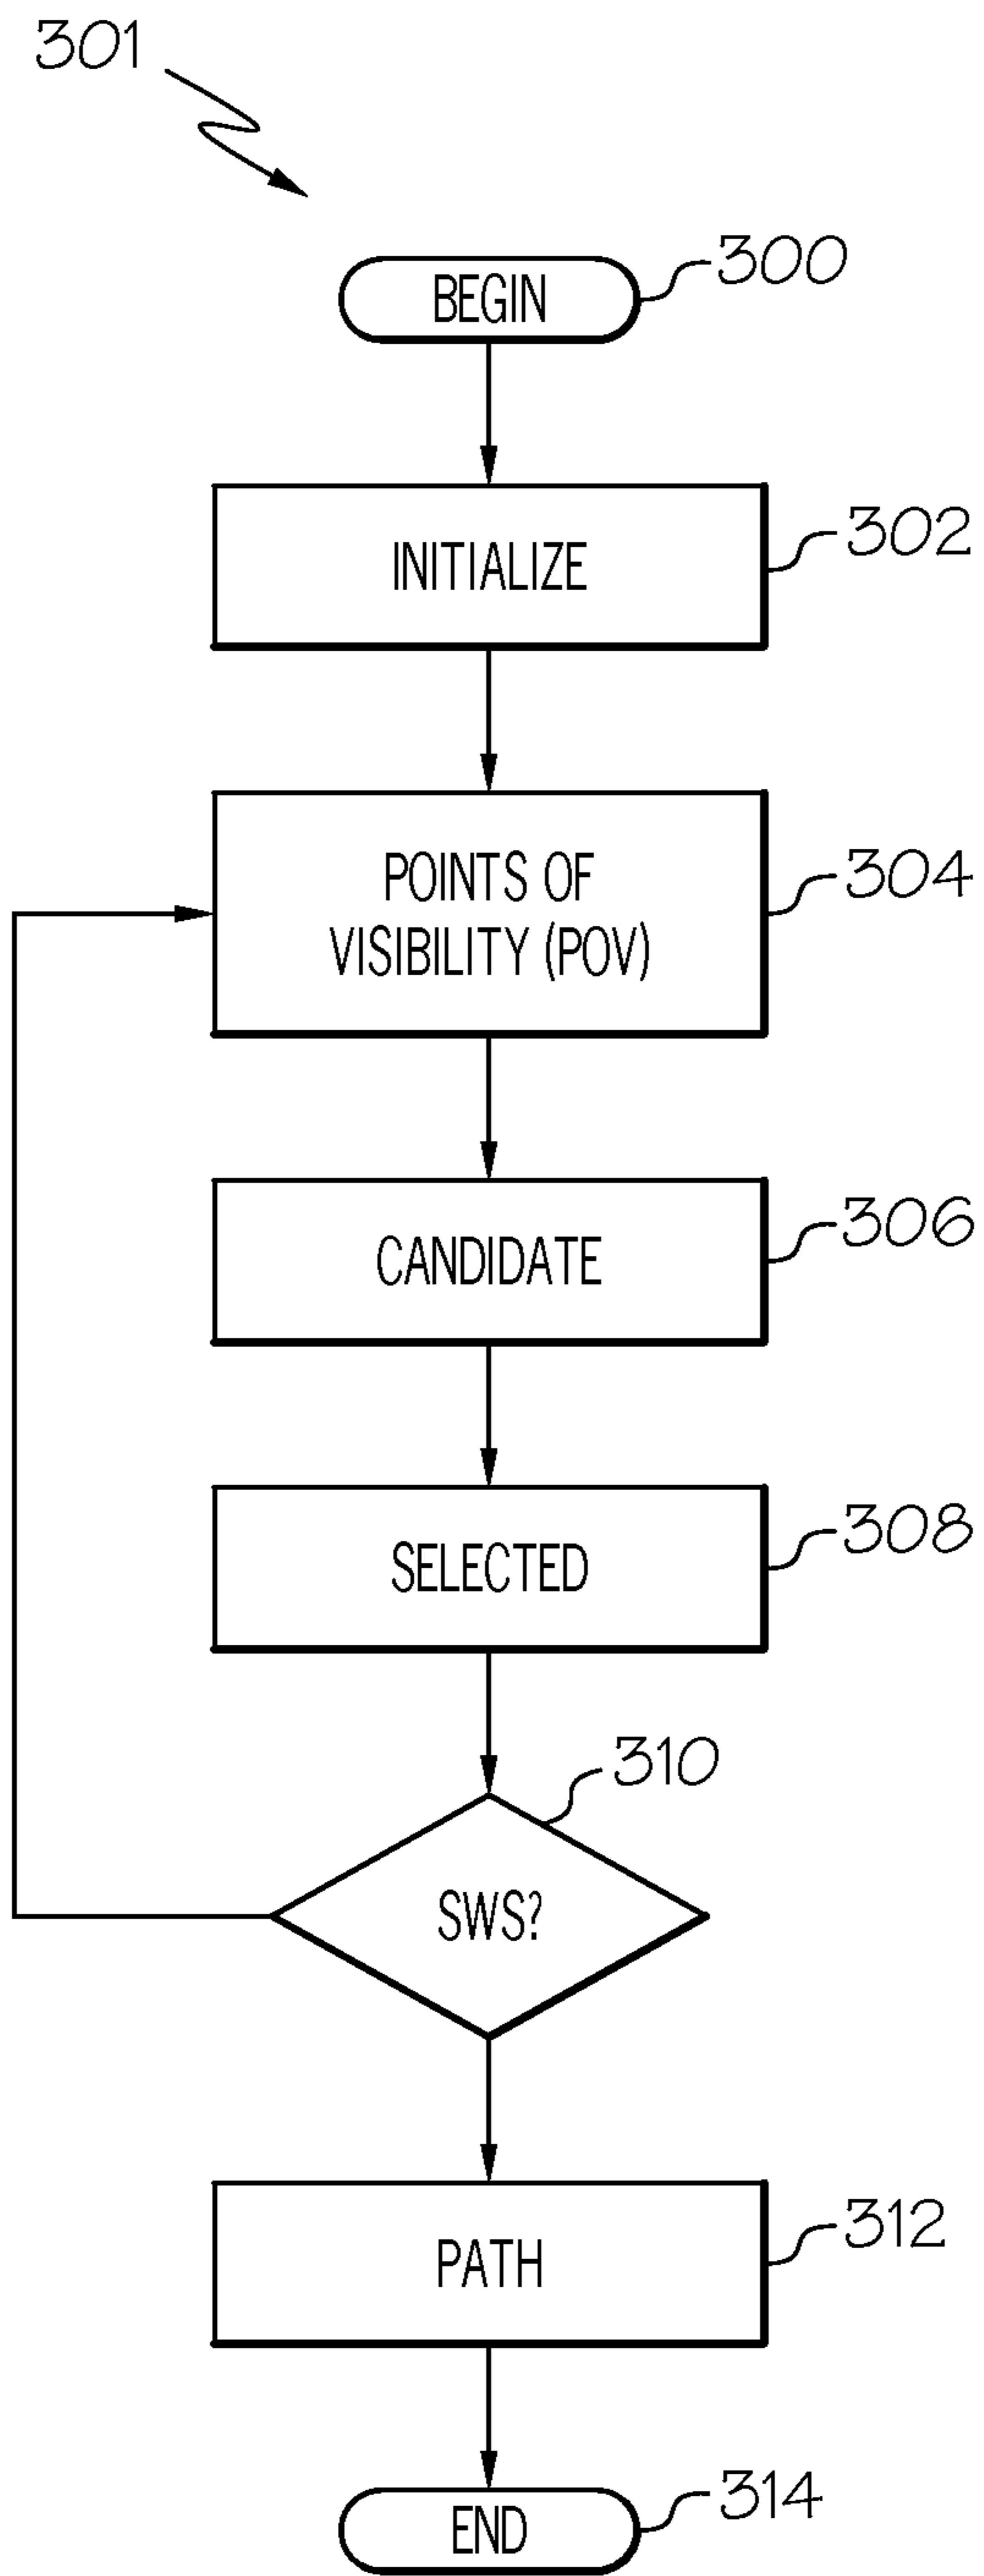 301
BEGIN
300
INITIALIZE
302
POINTS OF
VISIBILITY (POV)
304
CANDIDATE
306
SELECTED
308
310
SWS?
PATH
312
END
314